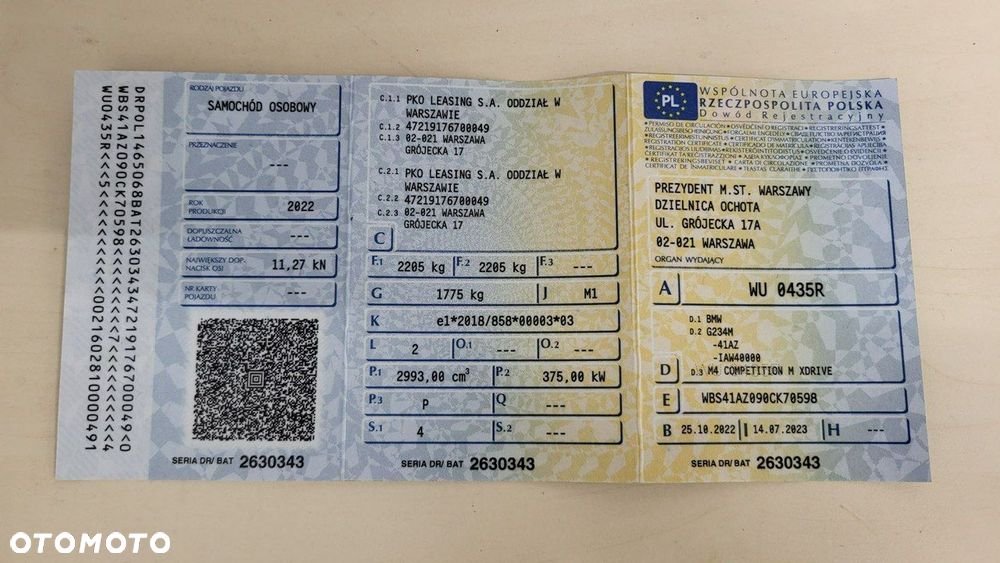 DRPOL1465068BAT2630343472191767000​49<0
WBS41AZ090CK70598<<<<<<7<<<<<<<<<<4
WU0435R<<<5<<<<<<<<<0021602810000491
RODZAJ POJAZDU
SAMOCHÓD OSOBOWY
PRZEZNACZENIE
---
ROK PRODUKCJI
2022
DOPUSZCZALNA ŁADOWNOŚĆ
---
NAJWIĘKSZY DOP. NACISK OSI
11,27 kN
NR KARTY POJAZDU
---
SERIA DR/ BAT 2630343
C.1.1 PKO LEASING S.A. ODDZIAŁ W
WARSZAWIE
C.1.2 47219176700049
C.1.3 02-021 WARSZAWA
GRÓJECKA 17
C.2.1 PKO LEASING S.A. ODDZIAŁ W
WARSZAWIE
C.2.2 47219176700049
C.2.3 02-021 WARSZAWA
GRÓJECKA 17
C
F.1 2205 kg F.2 2205 kg F.3 ---
G 1775 kg J M1
K e1*2018/858*00003*03
L 2 O.1 --- O.2 ---
P.1 2993,00 cm³ P.2 375,00 kW
P.3 P Q ---
S.1 4 S.2 ---
SERIA DR/ BAT 2630343
PL
WSPÓLNOTA EUROPEJSKA
RZECZPOSPOLITA POLSKA
Dowód Rejestracyjny
PREZYDENT M.ST. WARSZAWY
DZIELNICA OCHOTA
UL. GRÓJECKA 17A
02-021 WARSZAWA
ORGAN WYDAJĄCY
A WU 0435R
D.1 BMW
D.2 G234M
-41AZ
-IAW40000
D D.3 M4 COMPETITION M XDRIVE
E WBS41AZ090CK70598
B 25.10.2022 I 14.07.2023 H ---
SERIA DR/ BAT 2630343
OTOMOTO